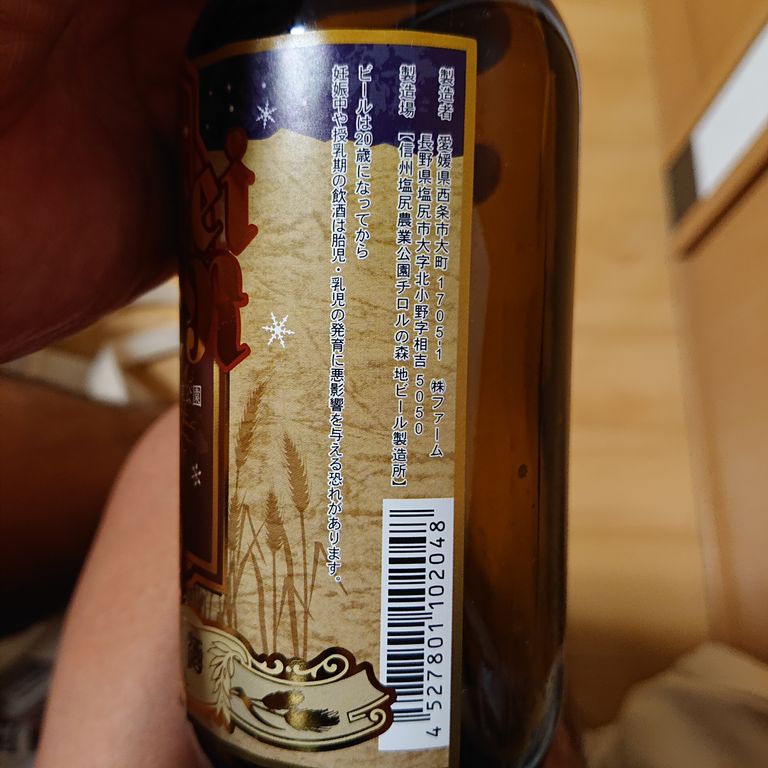 製造者 愛媛県西条市大町1705-1 ㈱ファーム
製造場 長野県塩尻市大字北小野字相吉5050
【信州塩尻農業公園チロルの森 地ビール製造所】
ビールは20歳になってから
妊娠中や授乳期の飲酒は胎児・乳児の発育に悪影響を与える恐れがあります。
4 527801 102048